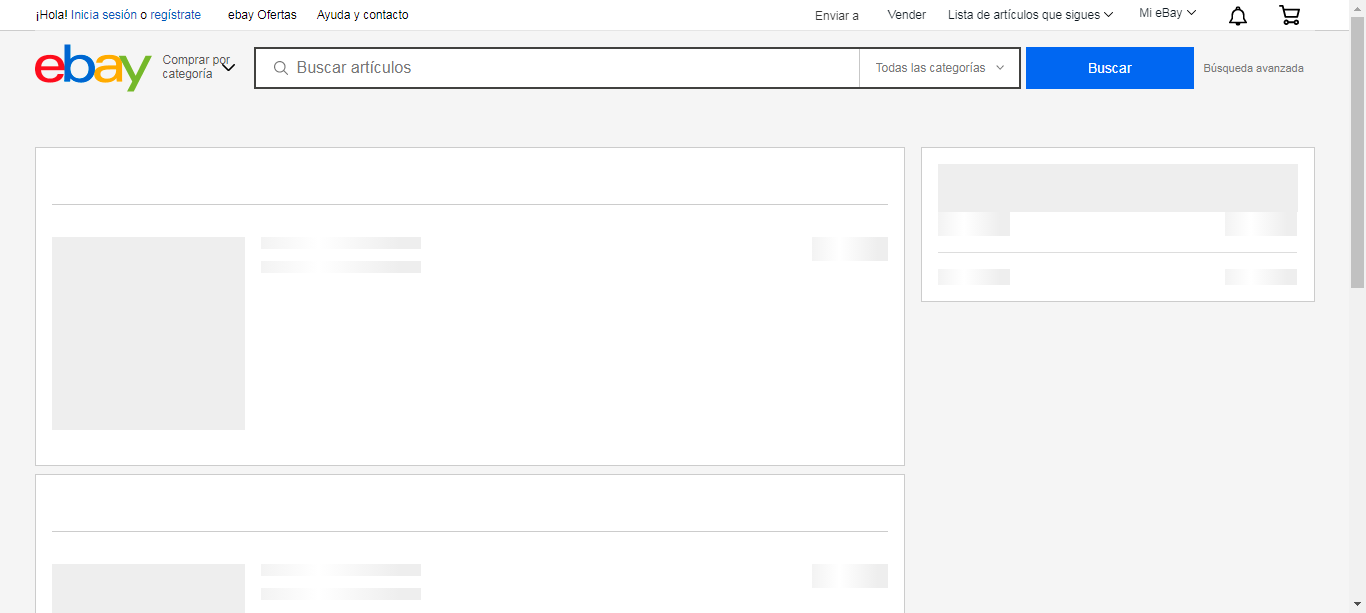 ¡Hola! Inicia sesión o regístrate
ebay Ofertas
Ayuda y contacto
Enviar a
Vender
Lista de artículos que sigues
Mi eBay
ebay
Comprar por
categoría
Buscar artículos
Todas las categorías
Buscar
Búsqueda avanzada